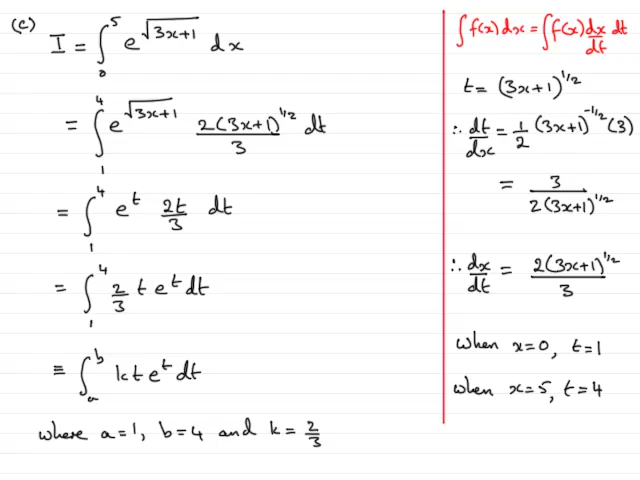 (c) I = ∫₀⁵ e^√(3x+1) dx
= ∫₁⁴ e^√(3x+1) 2(3x+1)^(1/2)/3 dt
= ∫₁⁴ e^t 2t/3 dt
= ∫₁⁴ 2/3 t e^t dt
≡ ∫ₐᵇ k t e^t dt
where a=1, b=4 and k = 2/3
∫f(x) dx = ∫f(x) dx/dt dt
t = (3x+1)^(1/2)
∴ dt/dx = 1/2 (3x+1)^(-1/2) (3)
= 3/(2(3x+1)^(1/2))
∴ dx/dt = 2(3x+1)^(1/2)/3
when x=0, t=1
when x=5, t=4